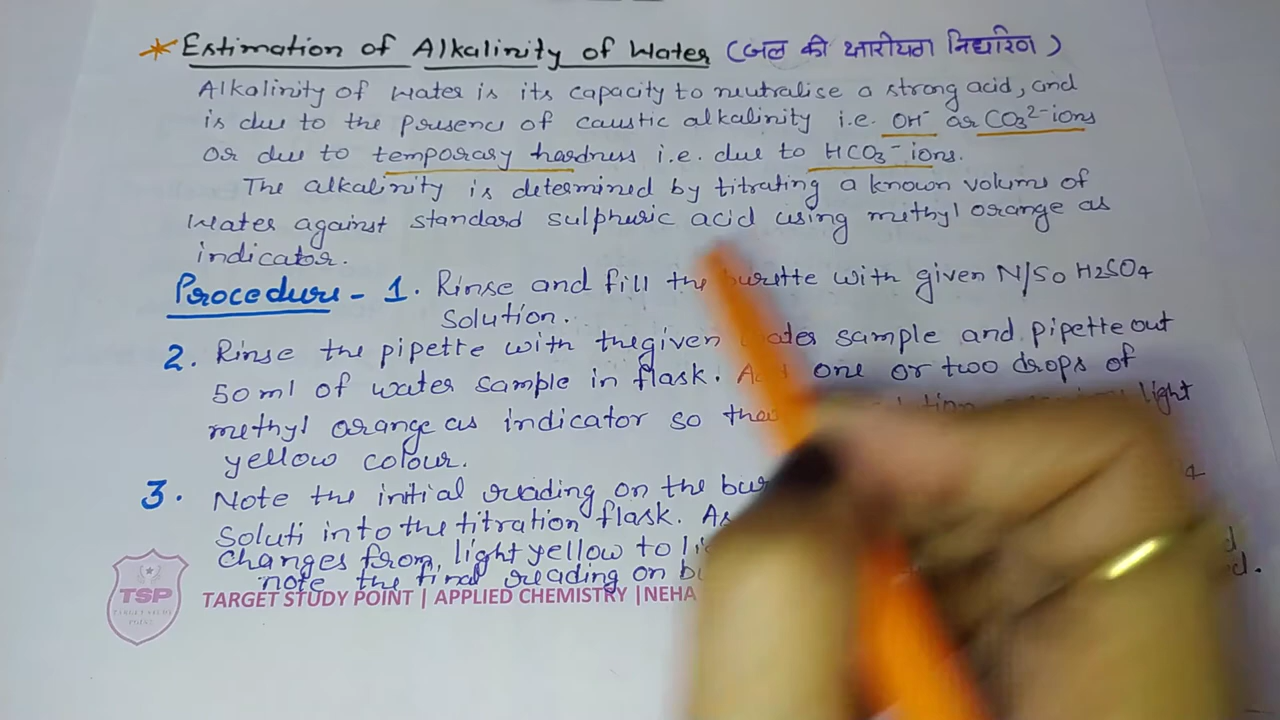 * Estimation of Alkalinity of Water (जल की क्षारीयता निर्धारण)
Alkalinity of water is its capacity to neutralise a strong acid, and
is due to the presence of caustic alkalinity i.e. OH⁻ or CO₃²⁻ ions
or due to temporary hardness i.e. due to HCO₃⁻ ions.
The alkalinity is determined by titrating a known volume of
water against standard sulphuric acid using methyl orange as
indicator.
Procedure - 1. Rinse and fill the burette with given N/50 H2SO4
Solution.
2. Rinse the pipette with the given water sample and pipette out
50 ml of water sample in flask. Add one or two drops of
methyl orange as indicator so light
yellow colour.
3. Note the initial reading on the
Soluti into the titration flask. As
changes from, light yellow to
note the final reading on
TSP
TARGET STUDY POINT
TARGET STUDY POINT | APPLIED CHEMISTRY | NEHA